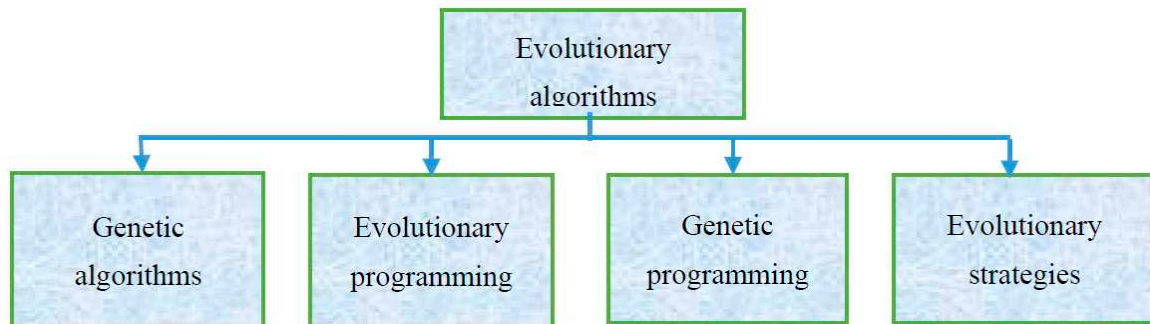 Evolutionary
algorithms
Genetic
algorithms
Evolutionary
programming
Genetic
programming
Evolutionary
strategies